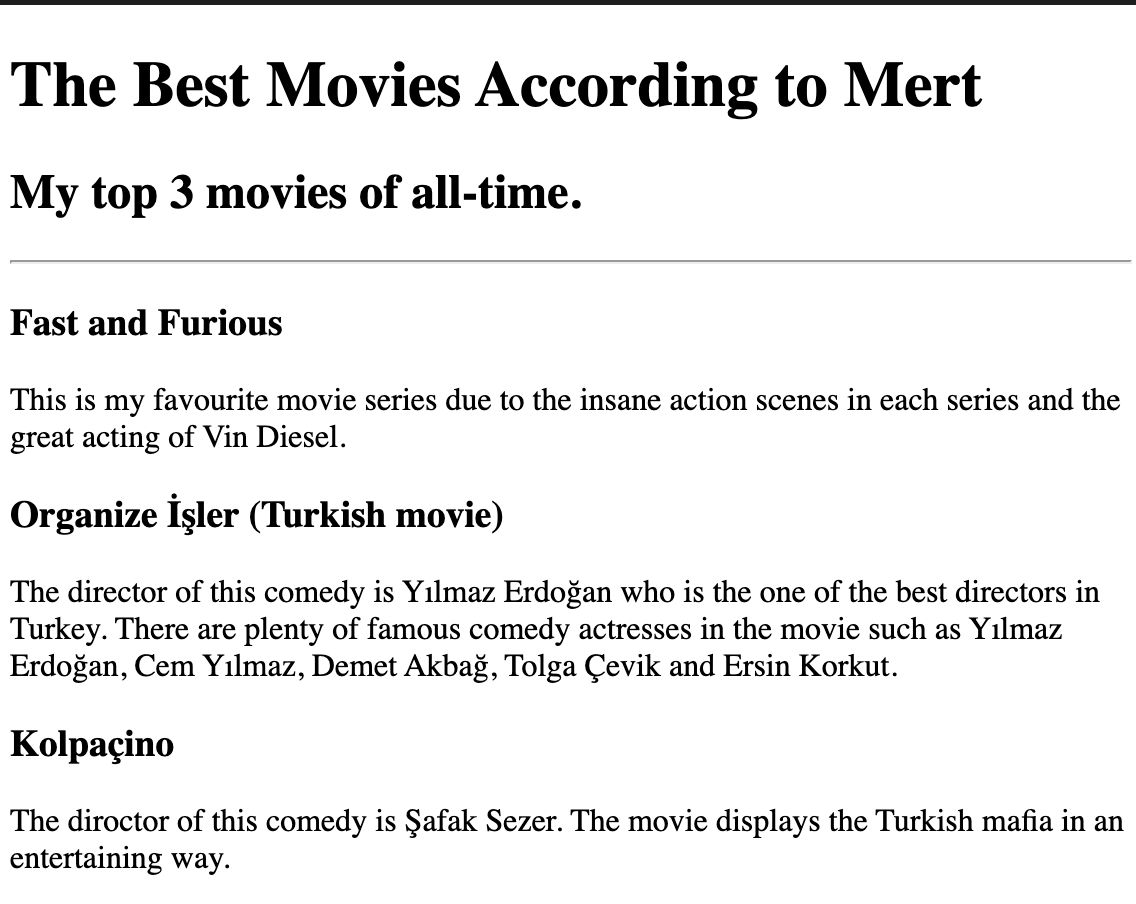 The Best Movies According to Mert
My top 3 movies of all-time.
Fast and Furious
This is my favourite movie series due to the insane action scenes in each series and the
great acting of Vin Diesel.
Organize İşler (Turkish movie)
The director of this comedy is Yılmaz Erdoğan who is the one of the best directors in
Turkey. There are plenty of famous comedy actresses in the movie such as Yılmaz
Erdoğan, Cem Yılmaz, Demet Akbağ, Tolga Çevik and Ersin Korkut.
Kolpaçino
The diroctor of this comedy is Şafak Sezer. The movie displays the Turkish mafia in an
entertaining way.